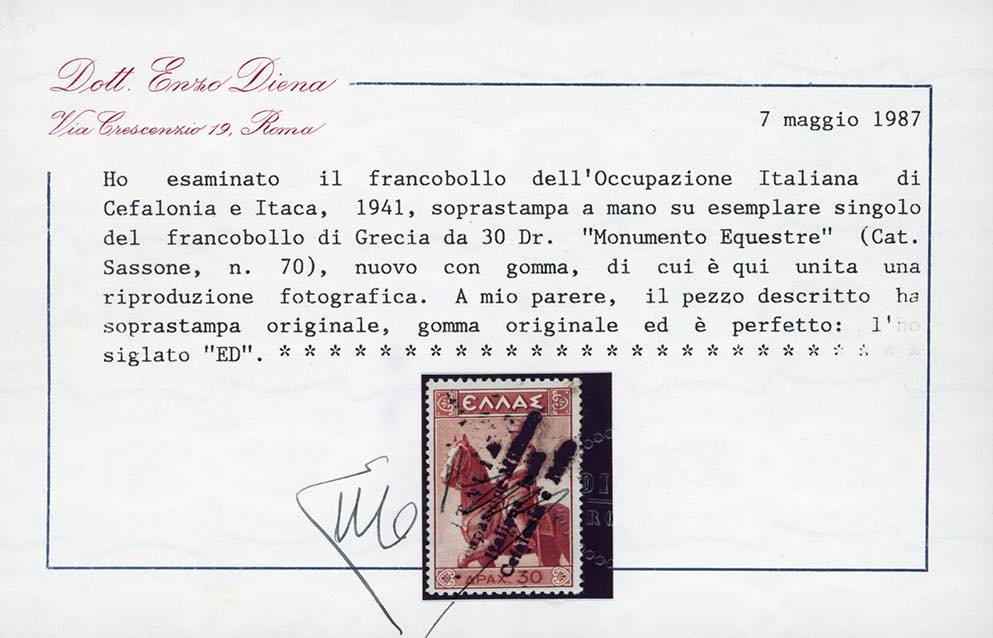 Dott. Enzo Diena
Via Crescenzio 19, Roma
7 maggio 1987
Ho esaminato il francobollo dell'Occupazione Italiana di
Cefalonia e Itaca, 1941, soprastampa a mano su esemplare singolo
del francobollo di Grecia da 30 Dr. "Monumento Equestre" (Cat.
Sassone, n. 70), nuovo con gomma, di cui è qui unita una
riproduzione fotografica. A mio parere, il pezzo descritto ha
soprastampa originale, gomma originale ed è perfetto: l'ho
siglato "ED". * * * * * * * * * * * * * * * * * * * * * * * *
ΕΛΛΑΣ
Italiana
Cefalonia e
ΔΡΑΧ. 30